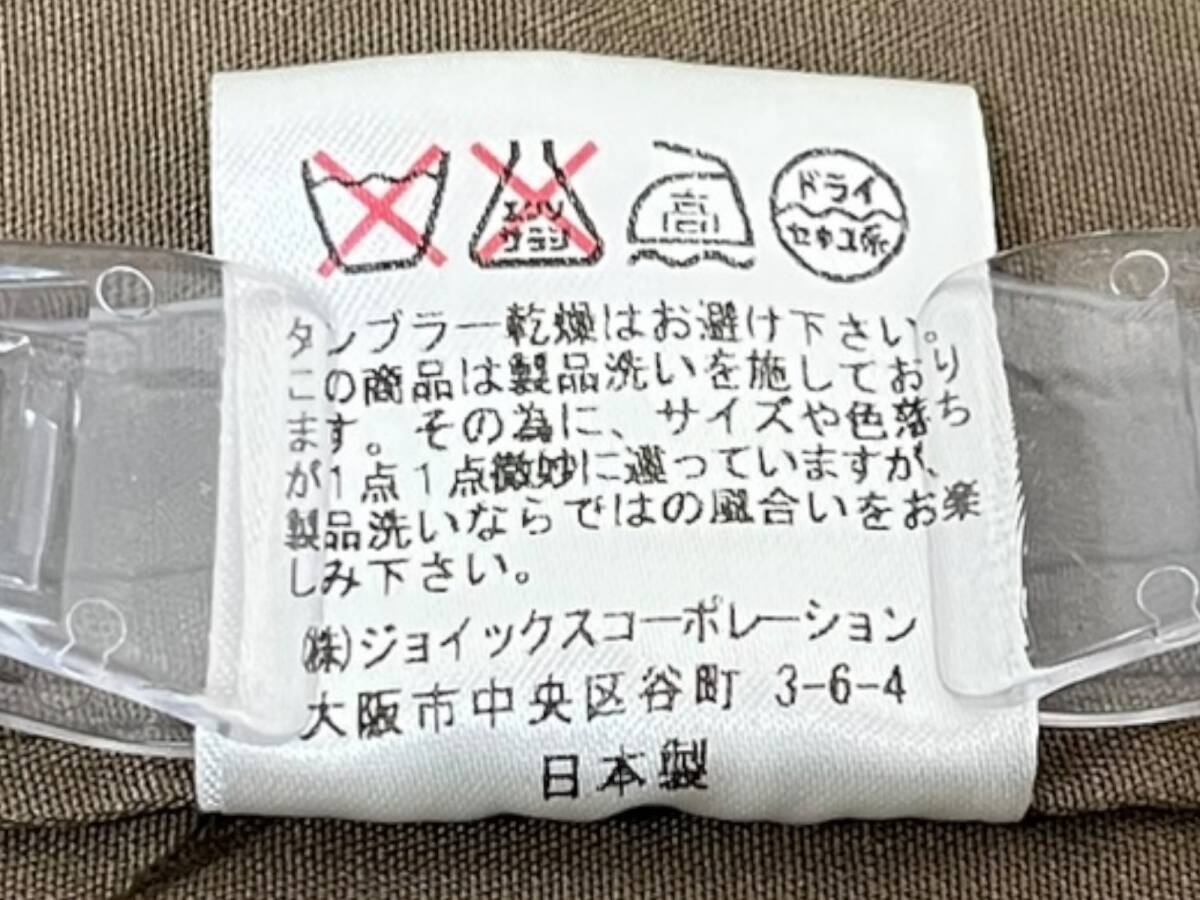 エンソ サラシ
高
ドライ
セキユ系
タンブラー乾燥はお避け下さい。
この商品は製品洗いを施しており
ます。その為に、サイズや色落ち
が1点1点微妙に違っていますが、
製品洗いならではの風合いをお楽
しみ下さい。
㈱ジョイックスコーポレーション
大阪市中央区谷町 3-6-4
日本製